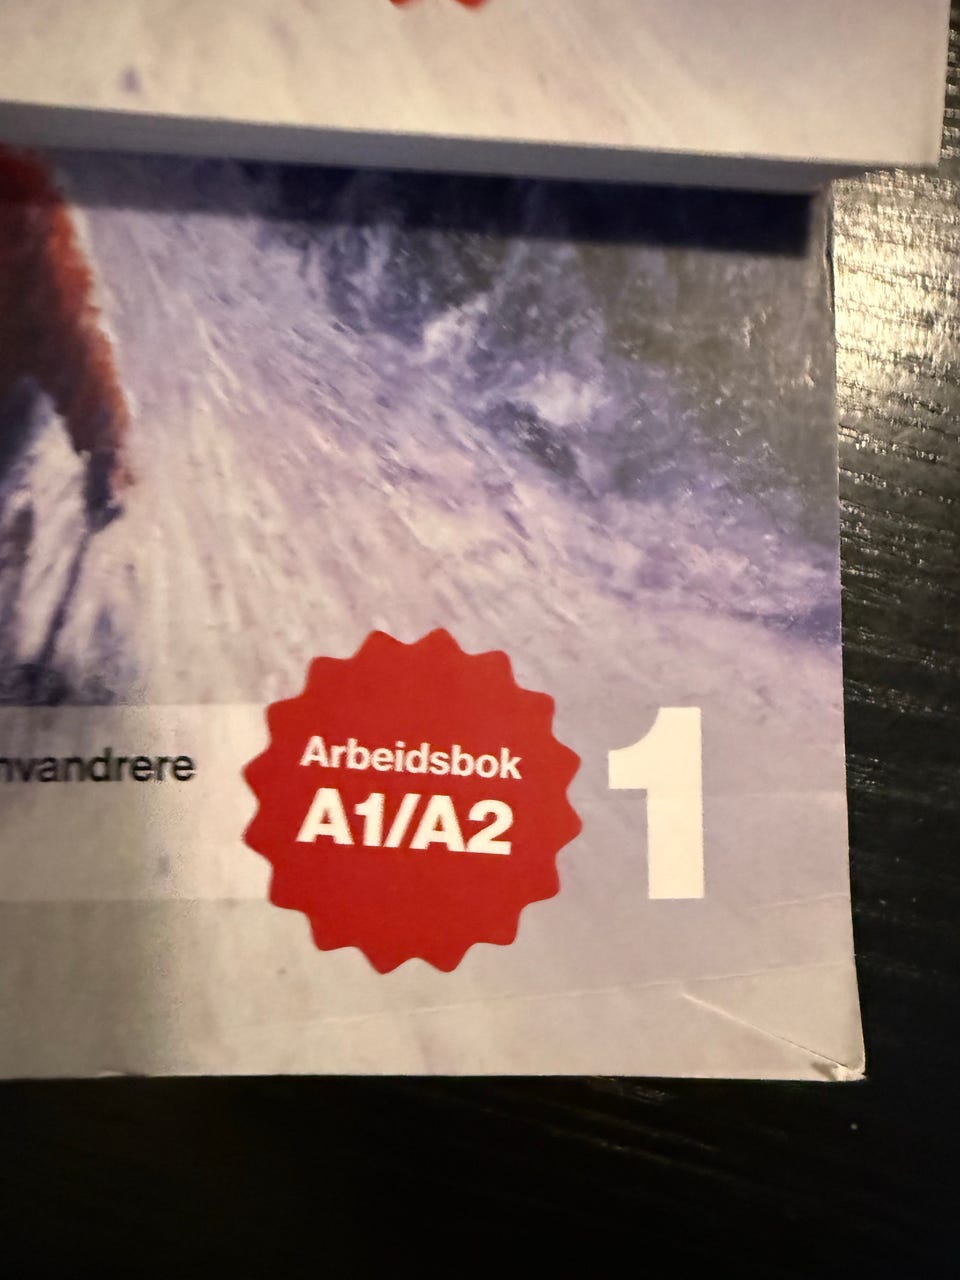 Arbeidsbok
A1/A2
1
nvandrere